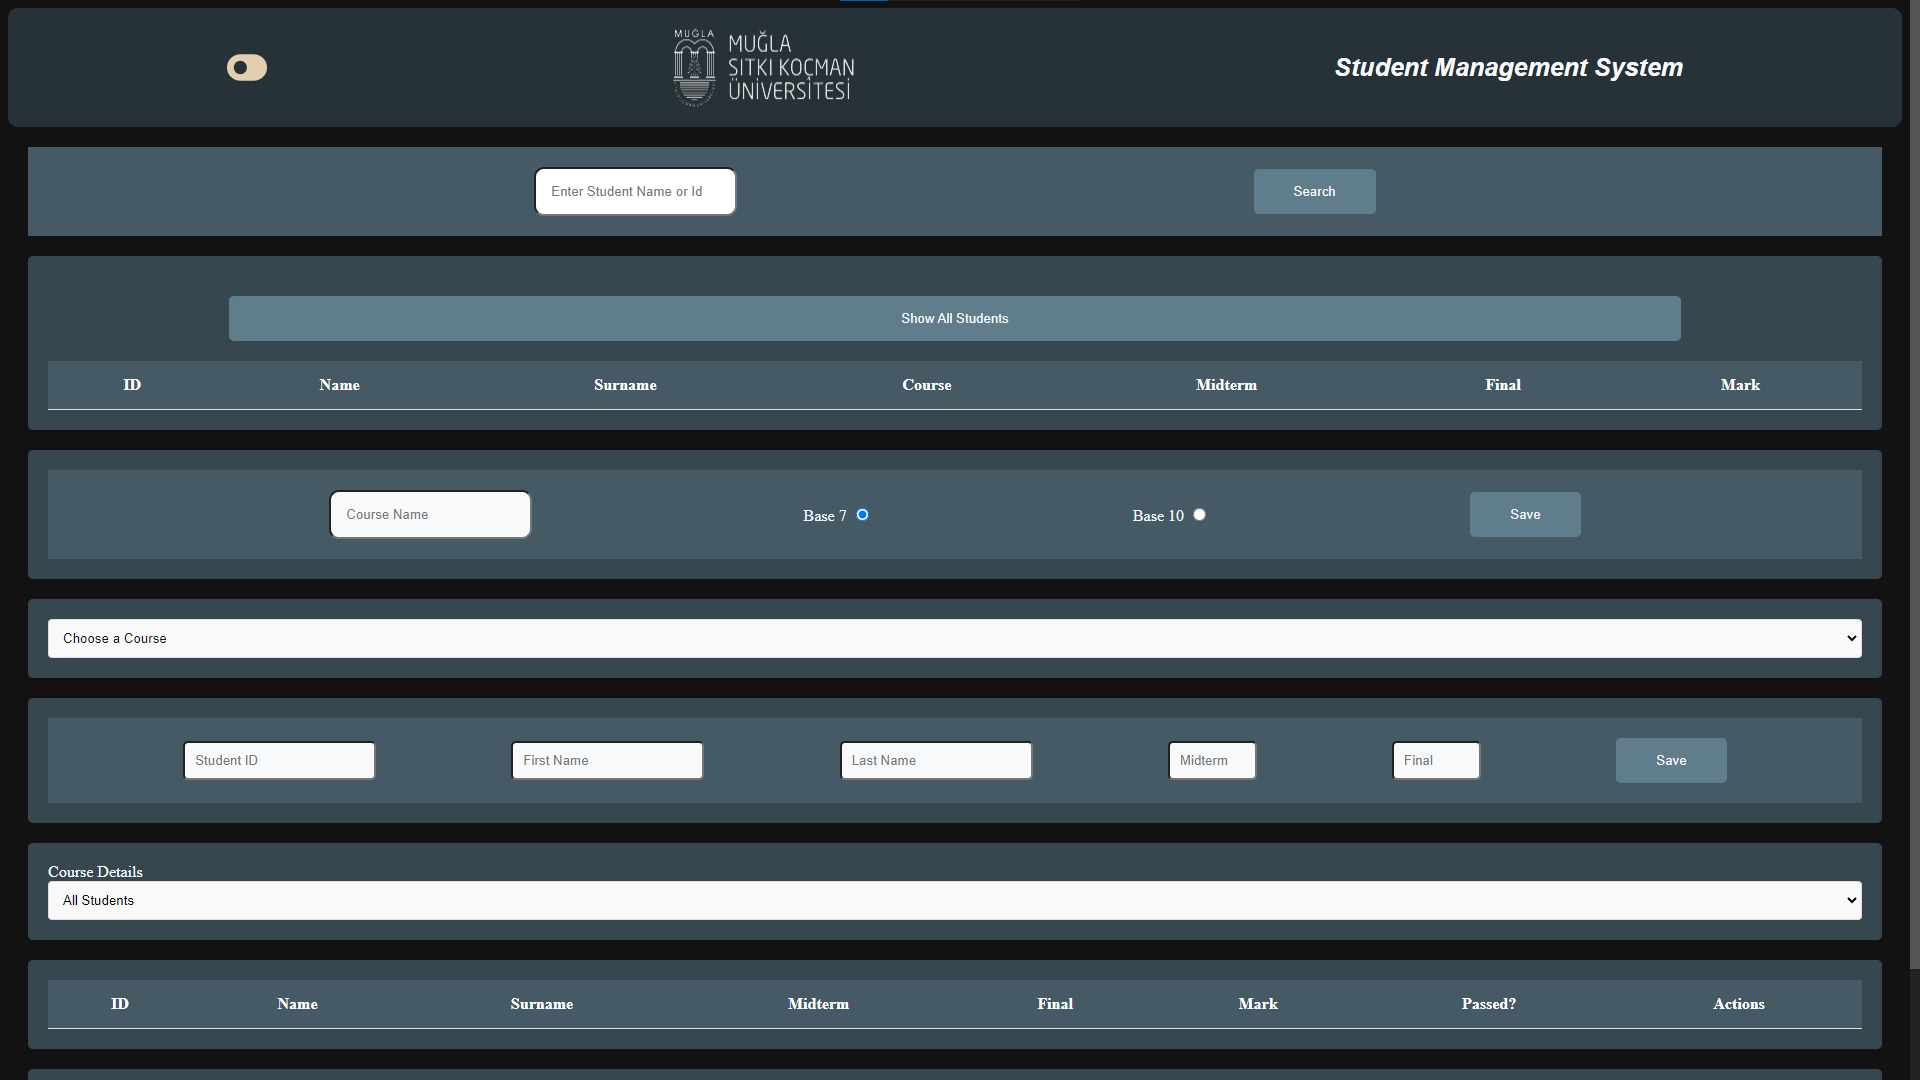 MUĞLA
MUĞLA
SITKI KOÇMAN
ÜNİVERSİTESİ
Student Management System
Enter Student Name or Id
Search
Show All Students
ID Name Surname Course Midterm Final Mark
Course Name
Base 7
Base 10
Save
Choose a Course
Student ID
First Name
Last Name
Midterm
Final
Save
Course Details
All Students
ID Name Surname Midterm Final Mark Passed? Actions